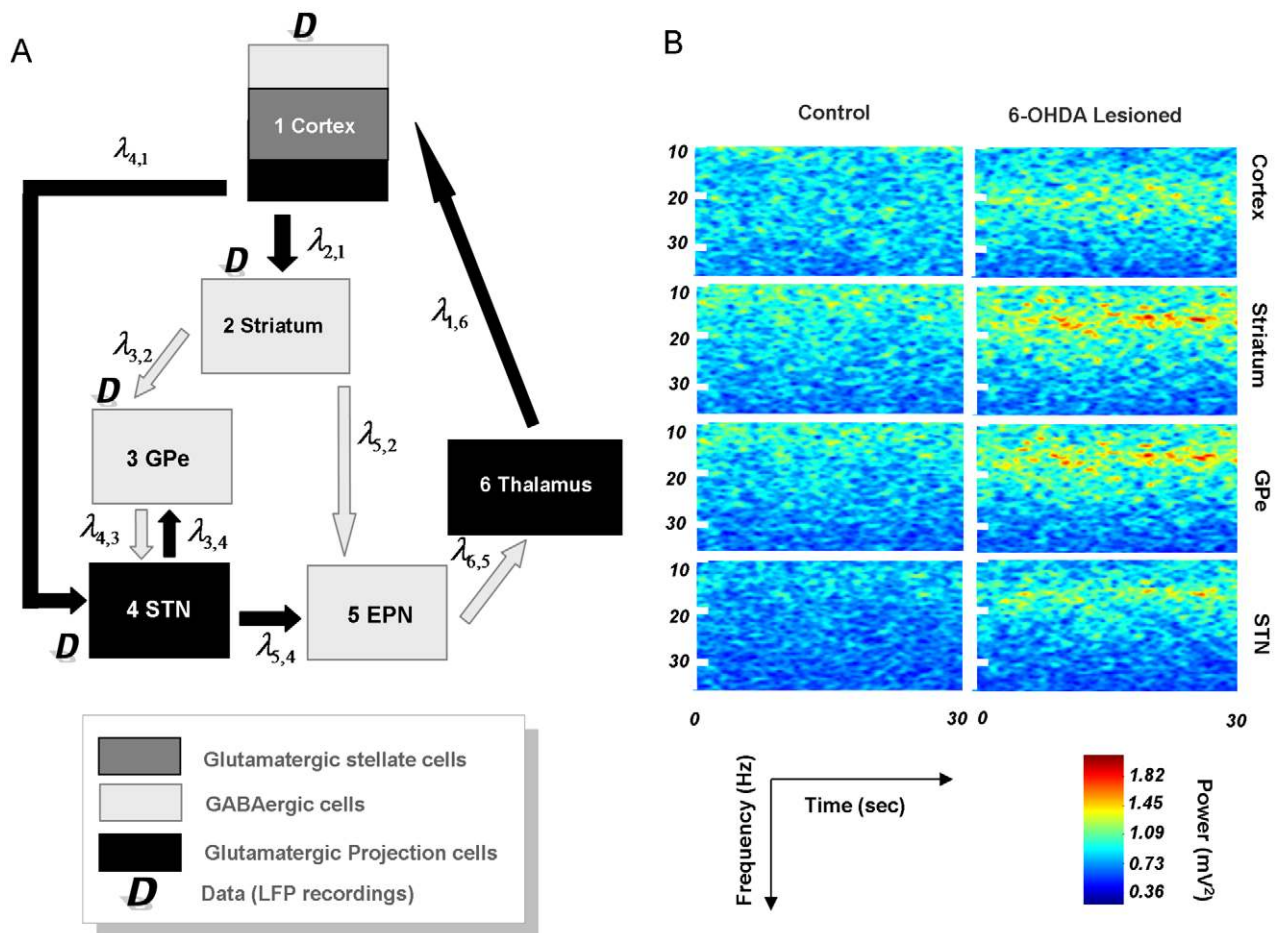 A
D
1 Cortex
λ4,1
λ2,1
D
2 Striatum
λ1,6
λ3,2
D
λ5,2
3 GPe
6 Thalamus
λ4,3
λ3,4
λ6,5
4 STN
5 EPN
D
λ5,4
Glutamatergic stellate cells
GABAergic cells
Glutamatergic Projection cells
D Data (LFP recordings)
B
Control
6-OHDA Lesioned
10
20
30
Cortex
10
20
30
Striatum
10
20
30
GPe
10
20
30
STN
0
30
0
30
Frequency (Hz)
Time (sec)
1.82
1.45
1.09
0.73
0.36
Power (mV²)